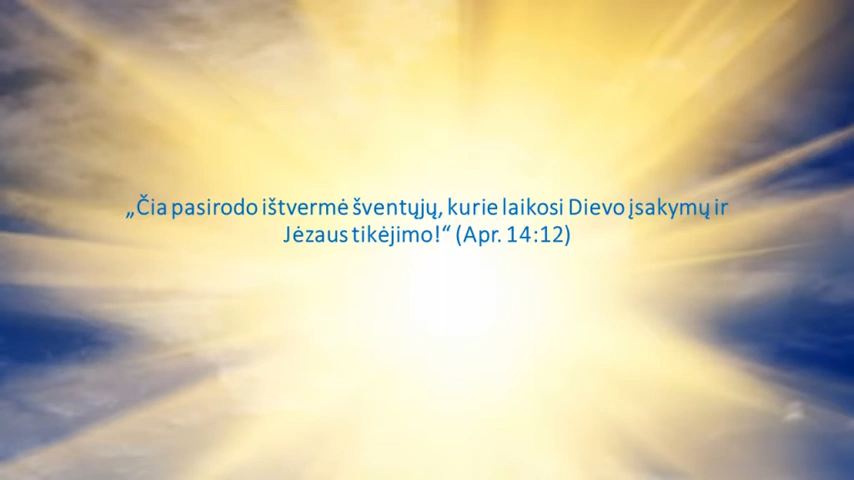 „Čia pasirodo ištvermė šventųjų, kurie laikosi Dievo įsakymų ir
Jėzaus tikėjimo!“ (Apr. 14:12)